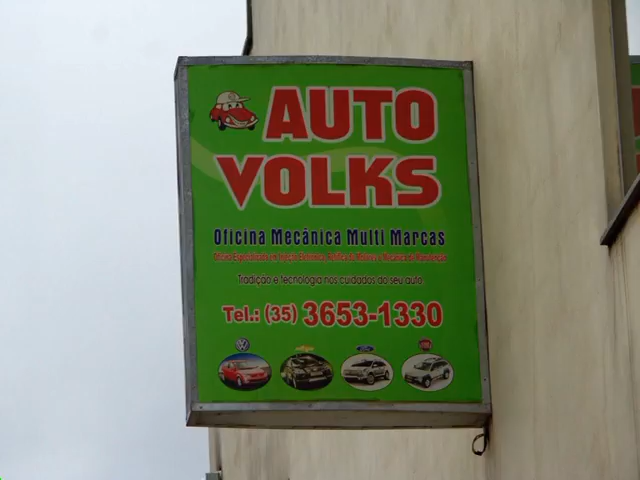 AUTO
VOLKS
Oficina Mecânica Multi Marcas
Tradição e tecnologia nos cuidados do seu auto
Tel.: (35) 3653-1330